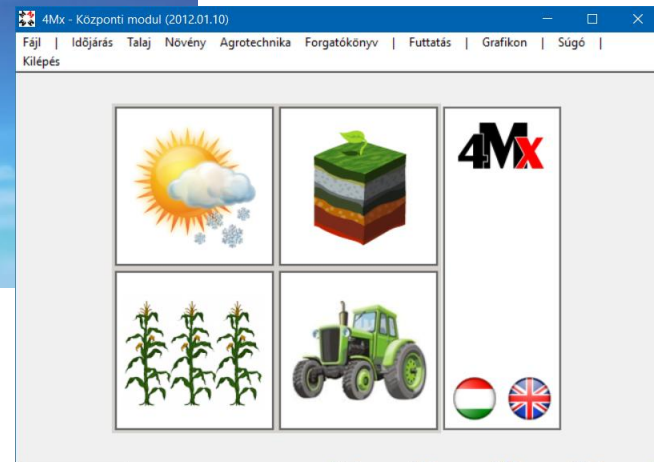 4Mx - Központi modul (2012.01.10)
Fájl | Időjárás Talaj Növény Agrotechnika Forgatókönyv | Futtatás | Grafikon | Súgó |
Kilépés
4Mx